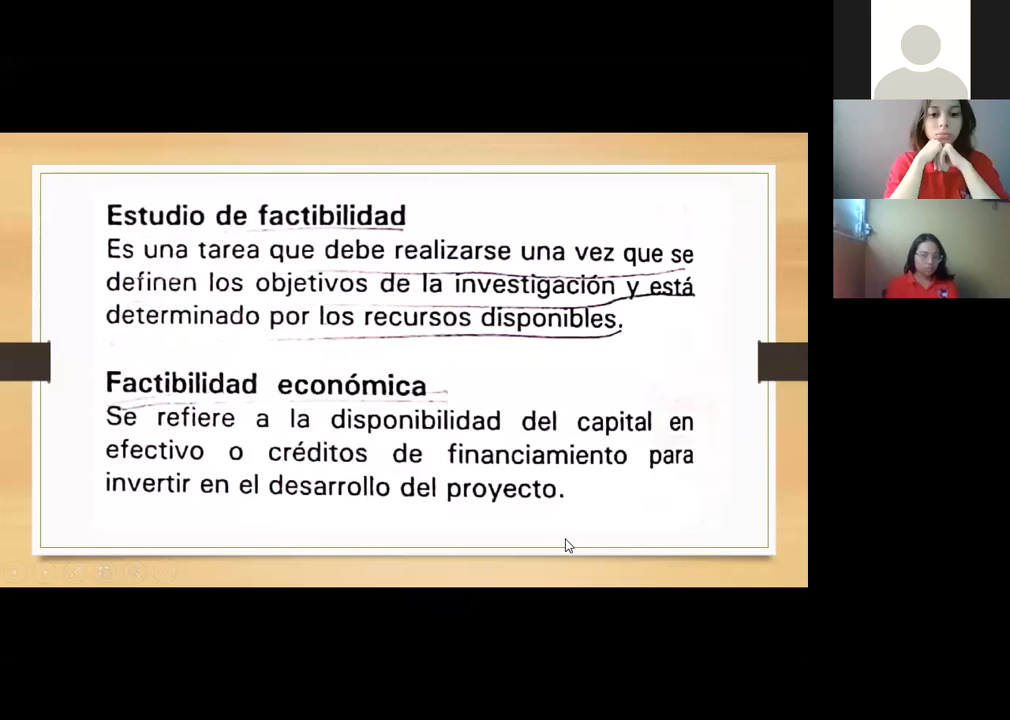 Estudio de factibilidad
Es una tarea que debe realizarse una vez que se
definen los objetivos de la investigación y está
determinado por los recursos disponibles.
Factibilidad económica
Se refiere a la disponibilidad del capital en
efectivo o créditos de financiamiento para
invertir en el desarrollo del proyecto.